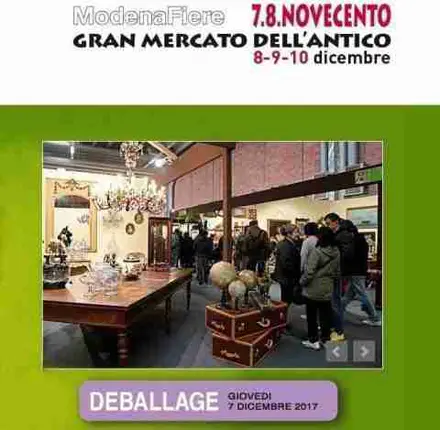 ModenaFiere 7.8.NOVECENTO
GRAN MERCATO DELL'ANTICO
8-9-10 dicembre
DEBALLAGE GIOVEDI
7 DICEMBRE 2017